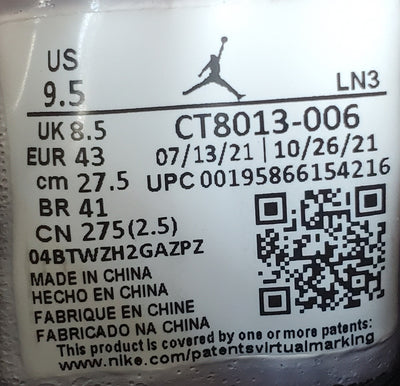 US
9.5
LN3
UK 8.5
CT8013-006
EUR 43
07/13/21 | 10/26/21
cm 27.5
UPC 00195866154216
BR 41
CN 275(2.5)
04BTWZH2GAZPZ
MADE IN CHINA
HECHO EN CHINA
FABRIQUE EN CHINE
FABRICADO NA CHINA
This product is covered by one or more patents:
www.nike.com/patentsvirtualmarking